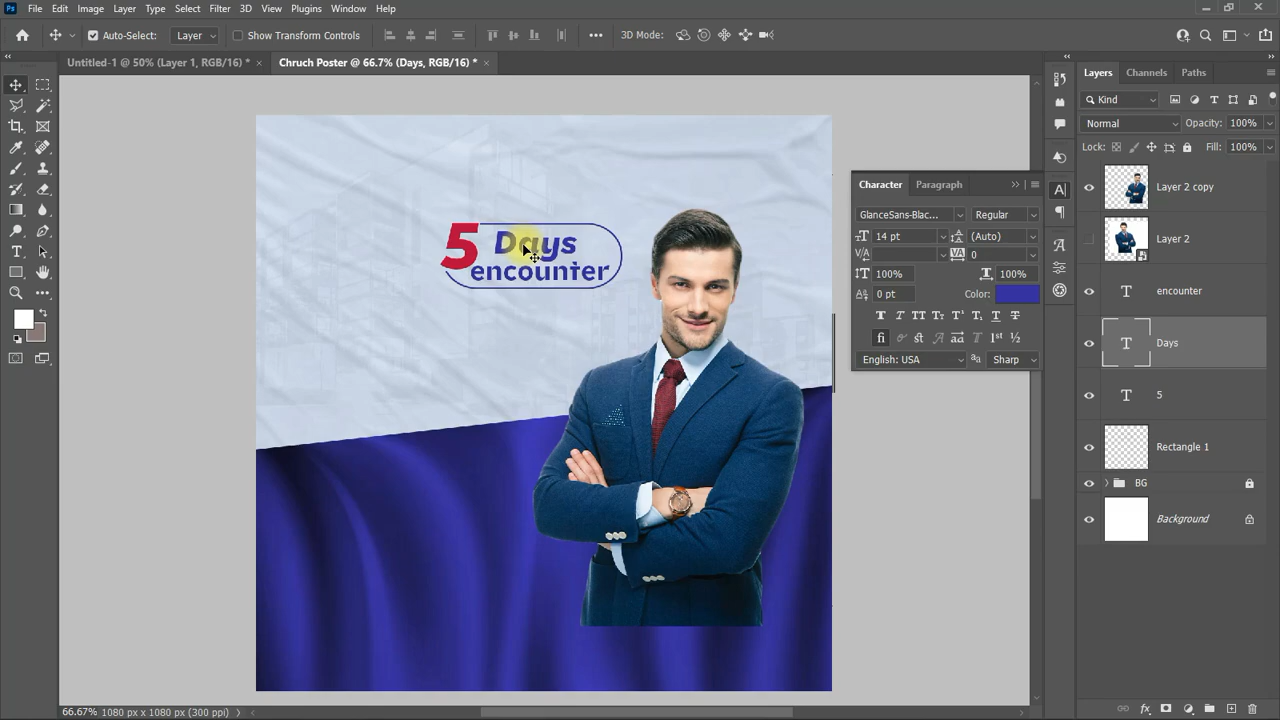 Ps File Edit Image Layer Type Select Filter 3D View Plugins Window Help
Auto-Select: Layer Show Transform Controls 3D Mode:
Untitled-1 @ 50% (Layer 1, RGB/16) * × Chruch Poster @ 66.7% (Days, RGB/16) * ×
Layers Channels Paths
Kind
Normal Opacity: 100%
Lock: Fill: 100%
Character Paragraph
GlanceSans-Blac... Regular
14 pt (Auto)
0
100% 100%
0 pt Color:
English: USA Sharp
Layer 2 copy
Layer 2
encounter
Days
5
Rectangle 1
BG
Background
5 Days
encounter
66.67% 1080 px x 1080 px (300 ppi)